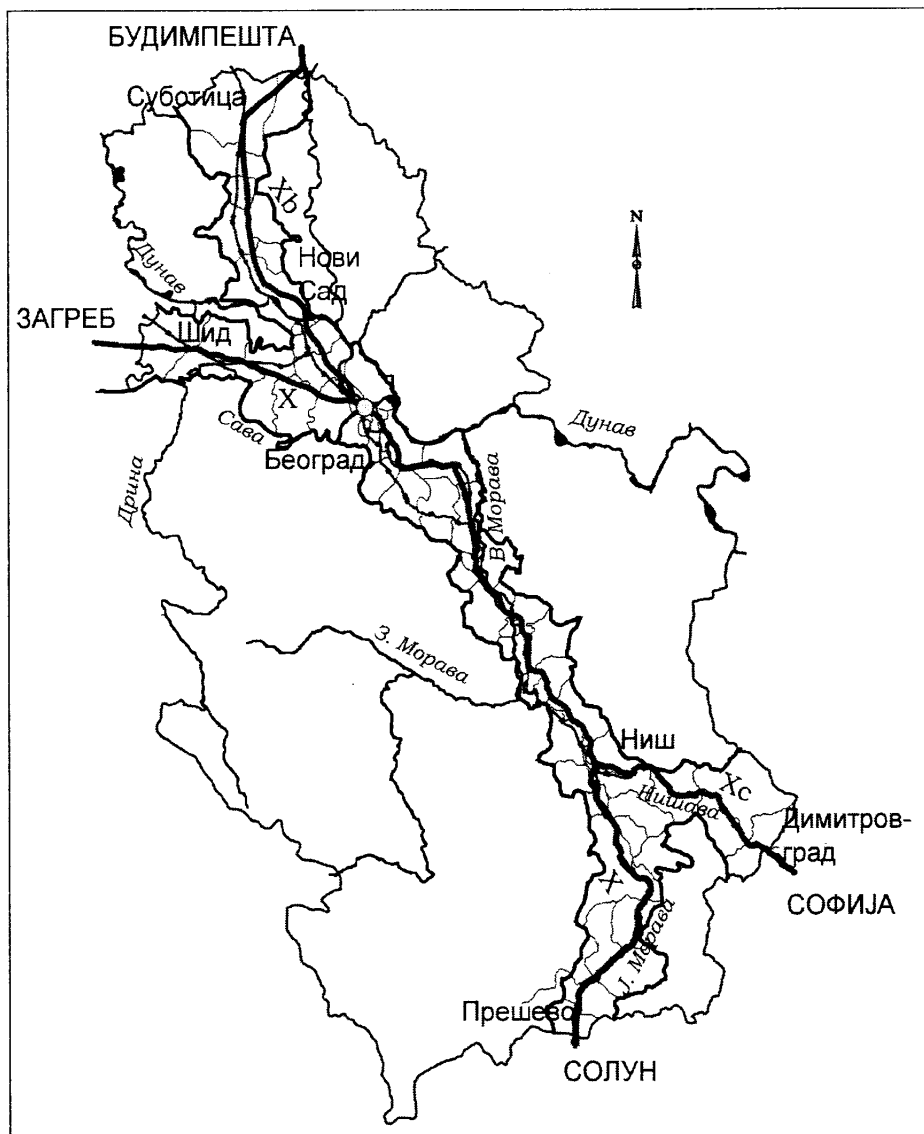 БУДИМПЕШТА
Суботица
Xb
N
Дунав
Нови
Сад
ЗАГРЕБ
Шид
X
Сава
Београд
Дунав
Дрина
В. Морава
З. Морава
Ниш
Xc
Нишава
Димитров-
град
X
СОФИЈА
Ј. Морава
Прешево
СОЛУН